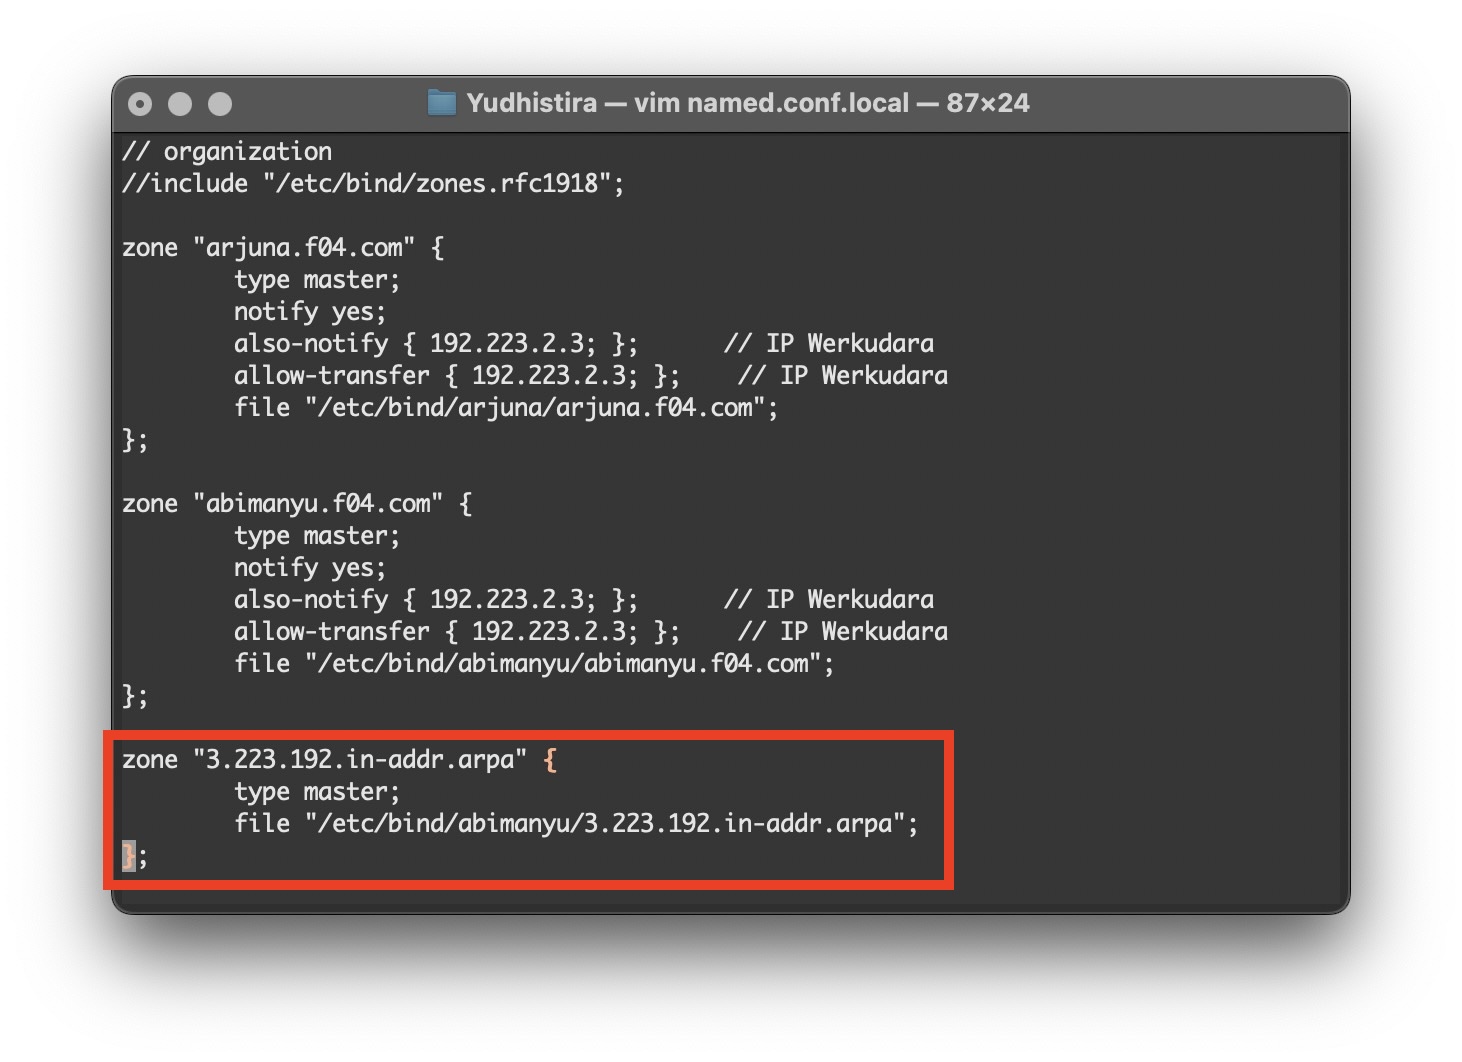 Yudhistira — vim named.conf.local — 87×24
// organization
//include "/etc/bind/zones.rfc1918";
zone "arjuna.f04.com" {
        type master;
        notify yes;
        also-notify { 192.223.2.3; };      // IP Werkudara
        allow-transfer { 192.223.2.3; };    // IP Werkudara
        file "/etc/bind/arjuna/arjuna.f04.com";
};
zone "abimanyu.f04.com" {
        type master;
        notify yes;
        also-notify { 192.223.2.3; };      // IP Werkudara
        allow-transfer { 192.223.2.3; };    // IP Werkudara
        file "/etc/bind/abimanyu/abimanyu.f04.com";
};
zone "3.223.192.in-addr.arpa" {
        type master;
        file "/etc/bind/abimanyu/3.223.192.in-addr.arpa";
};